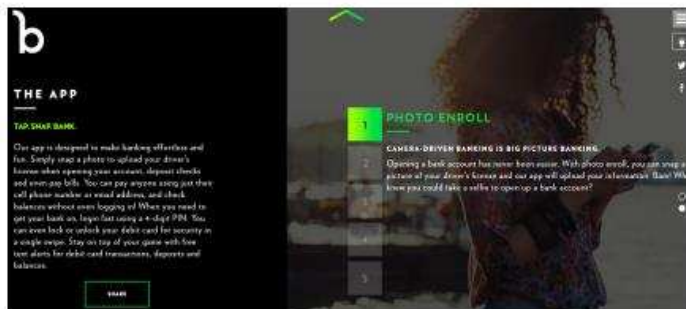 b
THE APP
TAP. SNAP. BANK.
Our app is designed to make banking effortless and
fun. Simply snap a photo to upload your driver's
license when opening your account, deposit checks
and even pay bills. You can pay anyone using just their
cell phone number or email address, and check
balances without even logging in! When you need to
get your bank on, login fast using a 4-digit PIN. You
can even lock or unlock your debit card for security in
a single swipe. Stay on top of your game with free
text alerts for debit card transactions, deposits and
balances.
SHARE
1
2
3
4
5
PHOTO ENROLL
CAMERA-DRIVEN BANKING IS BIG PICTURE BANKING.
Opening a bank account has never been easier. With photo enroll, you can snap a
picture of your driver's license and our app will upload your information. Bam! Wh
knew you could take a selfie to open up a bank account?